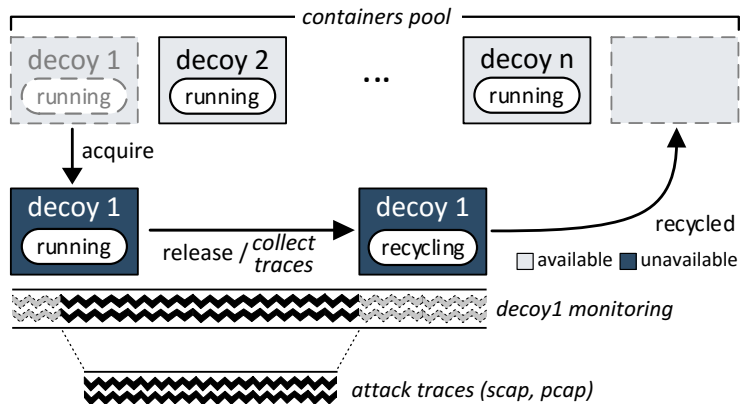 containers pool
decoy 1
running
decoy 2
running
...
decoy n
running
acquire
decoy 1
running
release / collect
traces
decoy 1
recycling
recycled
available
unavailable
decoy1 monitoring
attack traces (scap, pcap)